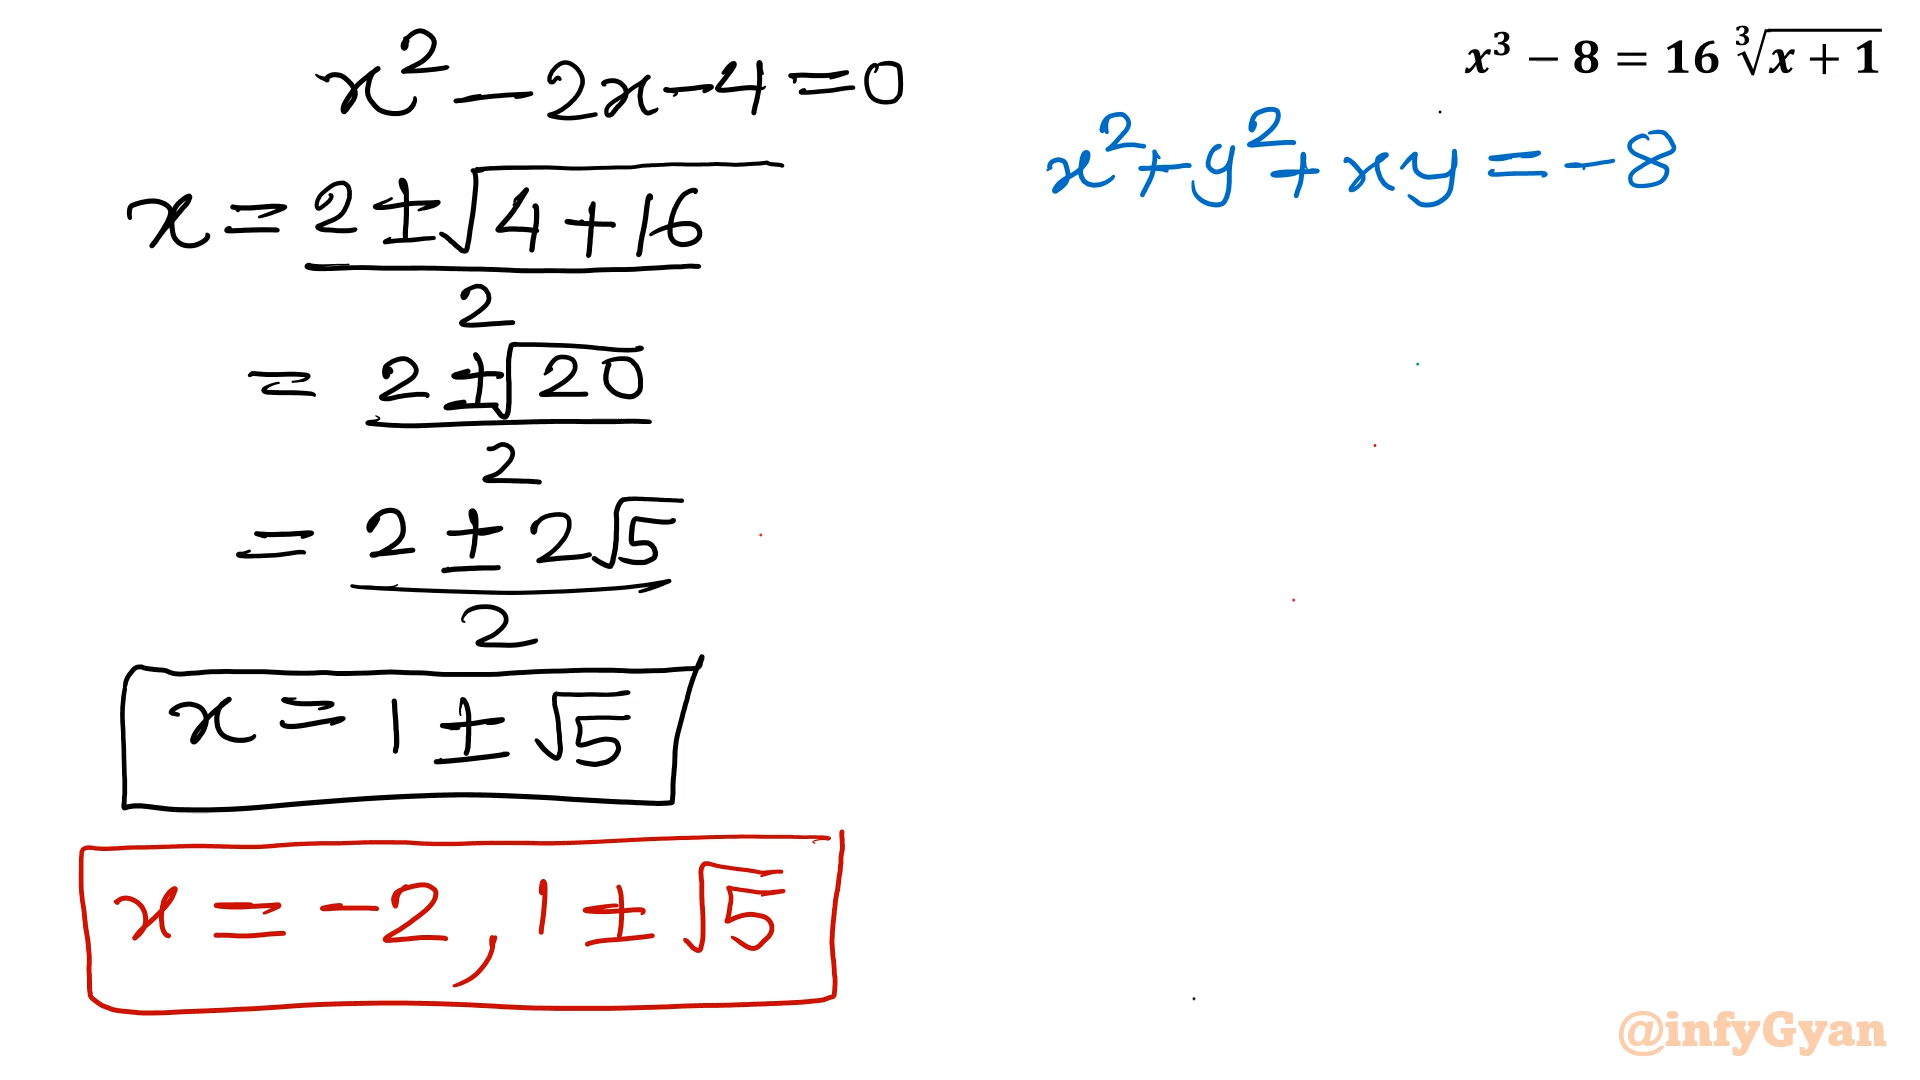 x³ − 8 = 16 ∛(x + 1)
x² − 2x − 4 = 0
x = (2 ± √(4 + 16)) / 2
= (2 ± √20) / 2
= (2 ± 2√5) / 2
x = 1 ± √5
x = −2, 1 ± √5
x² + y² + xy = −8
@infyGyan